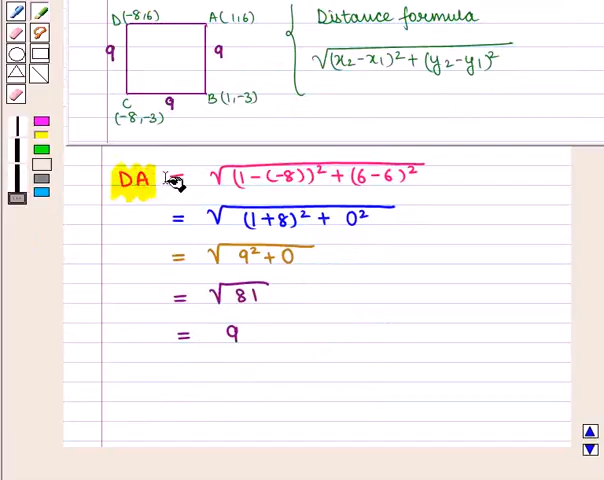 D(-8,6) A(1,6) Distance formula
9 9 √(x₂-x₁)²+(y₂-y₁)²
C 9 B(1,-3)
(-8,-3)
DA = √(1-(-8))²+(6-6)²
= √(1+8)²+ 0²
= √9²+0
= √81
= 9